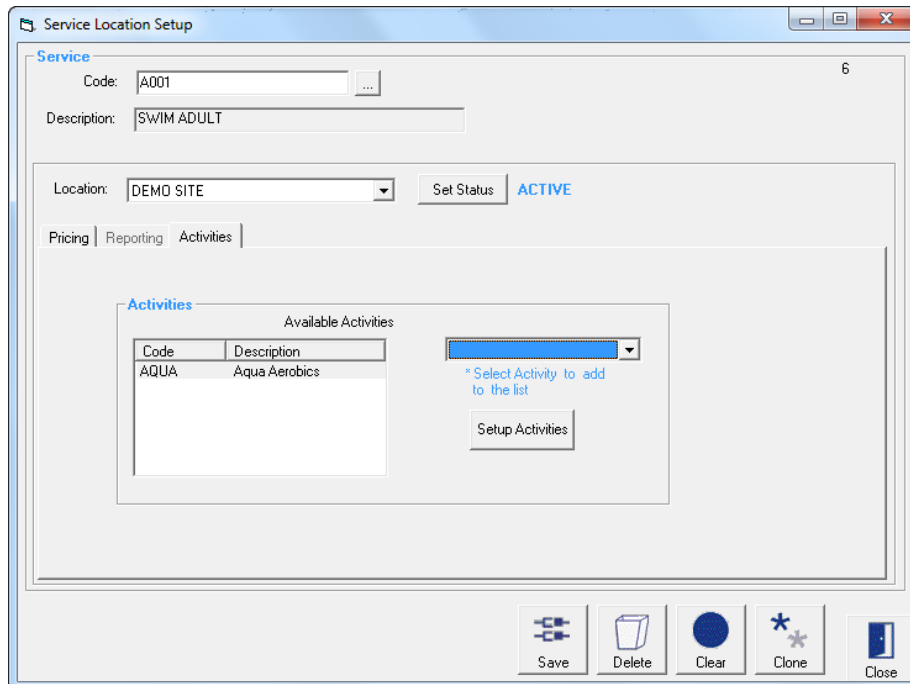 Service Location Setup
Service
6
Code: A001 ...
Description: SWIM ADULT
Location: DEMO SITE Set Status ACTIVE
Pricing Reporting Activities
Activities
Available Activities
Code Description
AQUA Aqua Aerobics
* Select Activity to add
to the list
Setup Activities
Save Delete Clear Clone Close